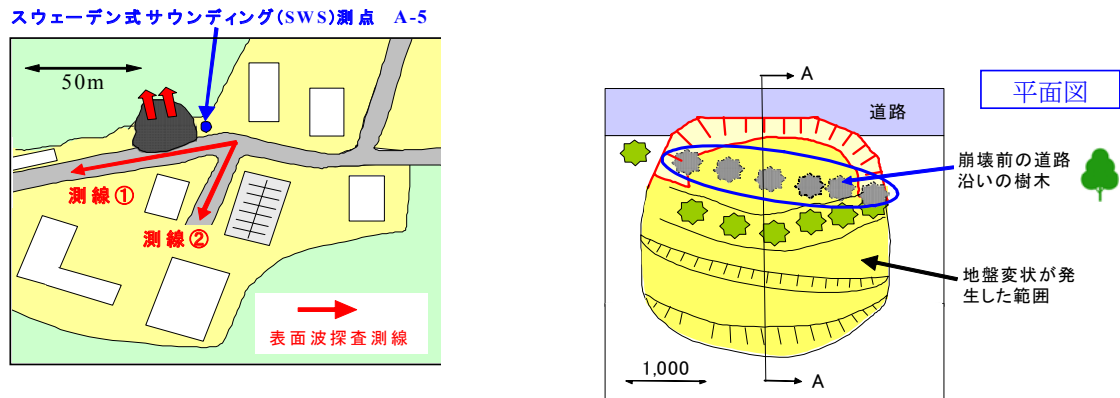 スウェーデン式サウンディング(SWS)測点 A-5
50m
測線①
測線②
表面波探査測線
A
平面図
道路
崩壊前の道路
沿いの樹木
地盤変状が発
生した範囲
1,000
A